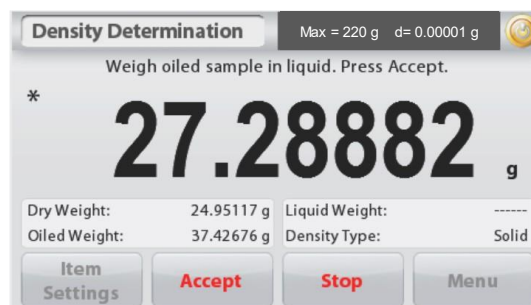 Density Determination Max = 220 g d= 0.00001 g
Weigh oiled sample in liquid. Press Accept.
* 27.28882 g
Dry Weight: 24.95117 g Liquid Weight: ------
Oiled Weight: 37.42676 g Density Type: Solid
Item Settings Accept Stop Menu